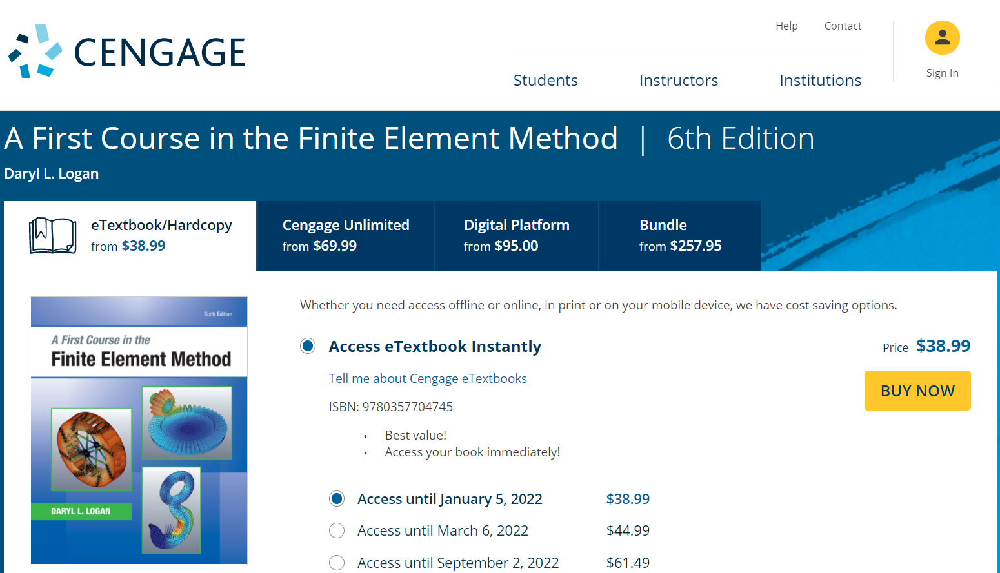 CENGAGE
Help Contact
Students Instructors Institutions
Sign In
A First Course in the Finite Element Method | 6th Edition
Daryl L. Logan
eTextbook/Hardcopy
from $38.99
Cengage Unlimited
from $69.99
Digital Platform
from $95.00
Bundle
from $257.95
Sixth Edition
A First Course in the
Finite Element Method
DARYL L. LOGAN
Whether you need access offline or online, in print or on your mobile device, we have cost saving options.
Access eTextbook Instantly
Price $38.99
BUY NOW
Tell me about Cengage eTextbooks
ISBN: 9780357704745
• Best value!
• Access your book immediately!
Access until January 5, 2022 $38.99
Access until March 6, 2022 $44.99
Access until September 2, 2022 $61.49